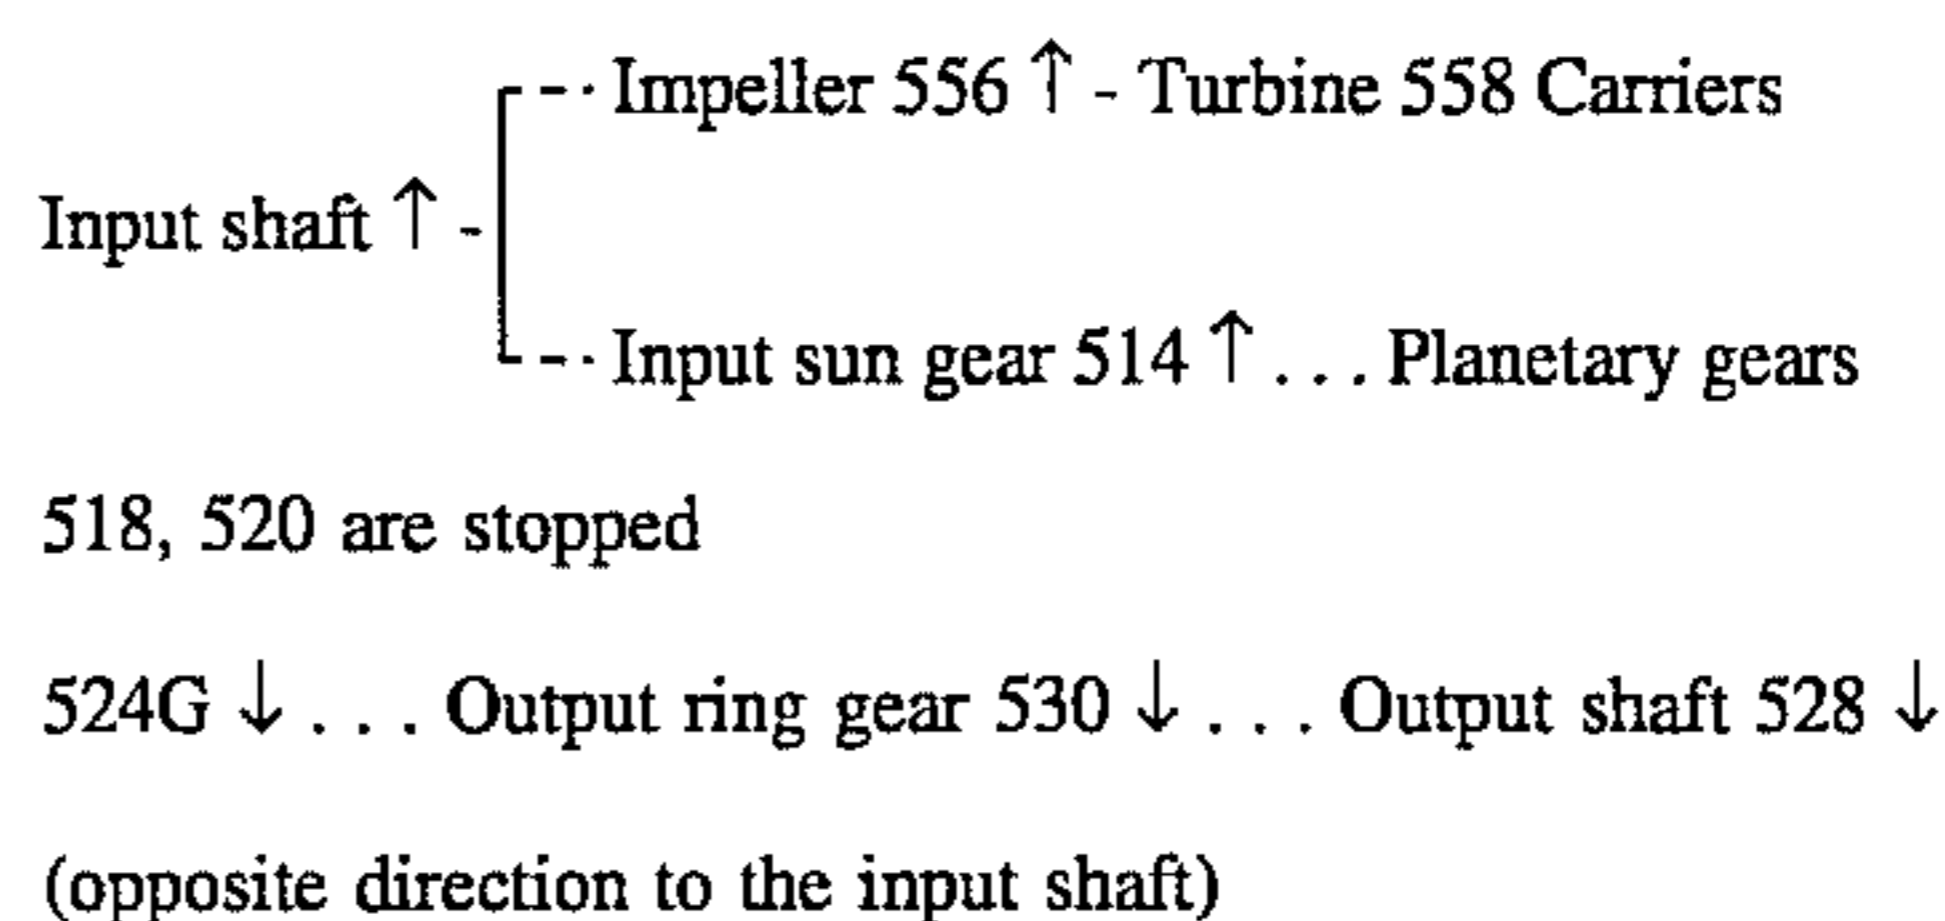 Impeller 556 ↑ - Turbine 558 Carriers
Input shaft ↑ -
Input sun gear 514 ↑ . . . Planetary gears
518, 520 are stopped
524G ↓ . . . Output ring gear 530 ↓ . . . Output shaft 528 ↓
(opposite direction to the input shaft)